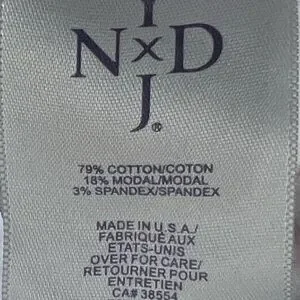 I
N x D
J®
79% COTTON/COTON
18% MODAL/MODAL
3% SPANDEX/SPANDEX
MADE IN U.S.A./
FABRIQUÉ AUX
ETATS-UNIS
OVER FOR CARE/
RETOURNER POUR
ENTRETIEN
CA# 38554